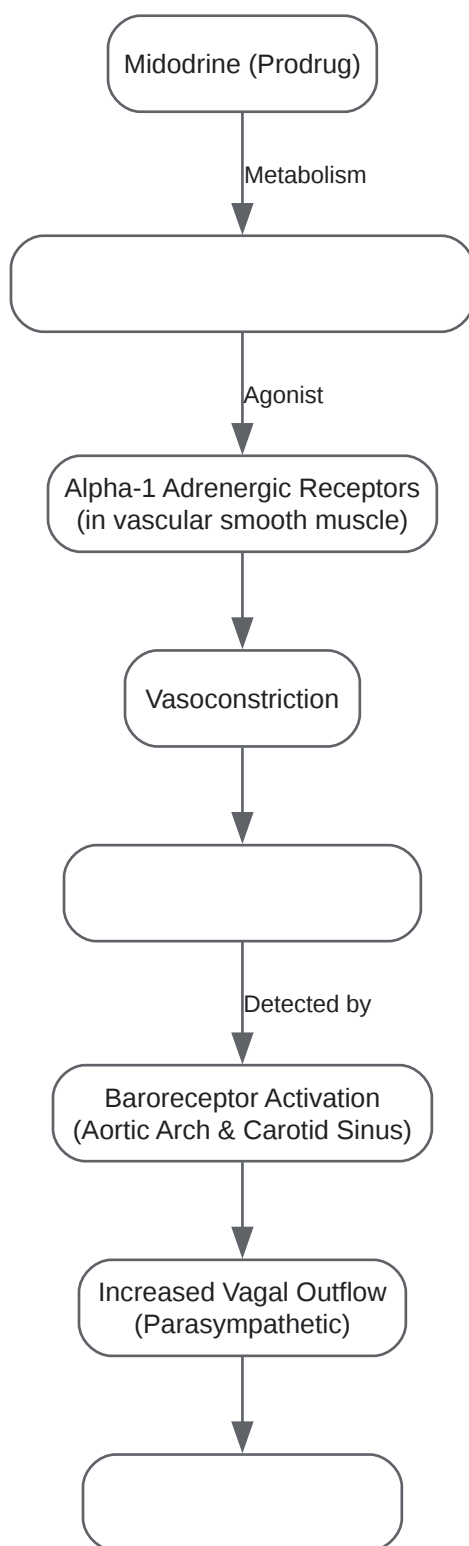 Midodrine (Prodrug)
Metabolism
Agonist
Alpha-1 Adrenergic Receptors
(in vascular smooth muscle)
Vasoconstriction
Detected by
Baroreceptor Activation
(Aortic Arch & Carotid Sinus)
Increased Vagal Outflow
(Parasympathetic)